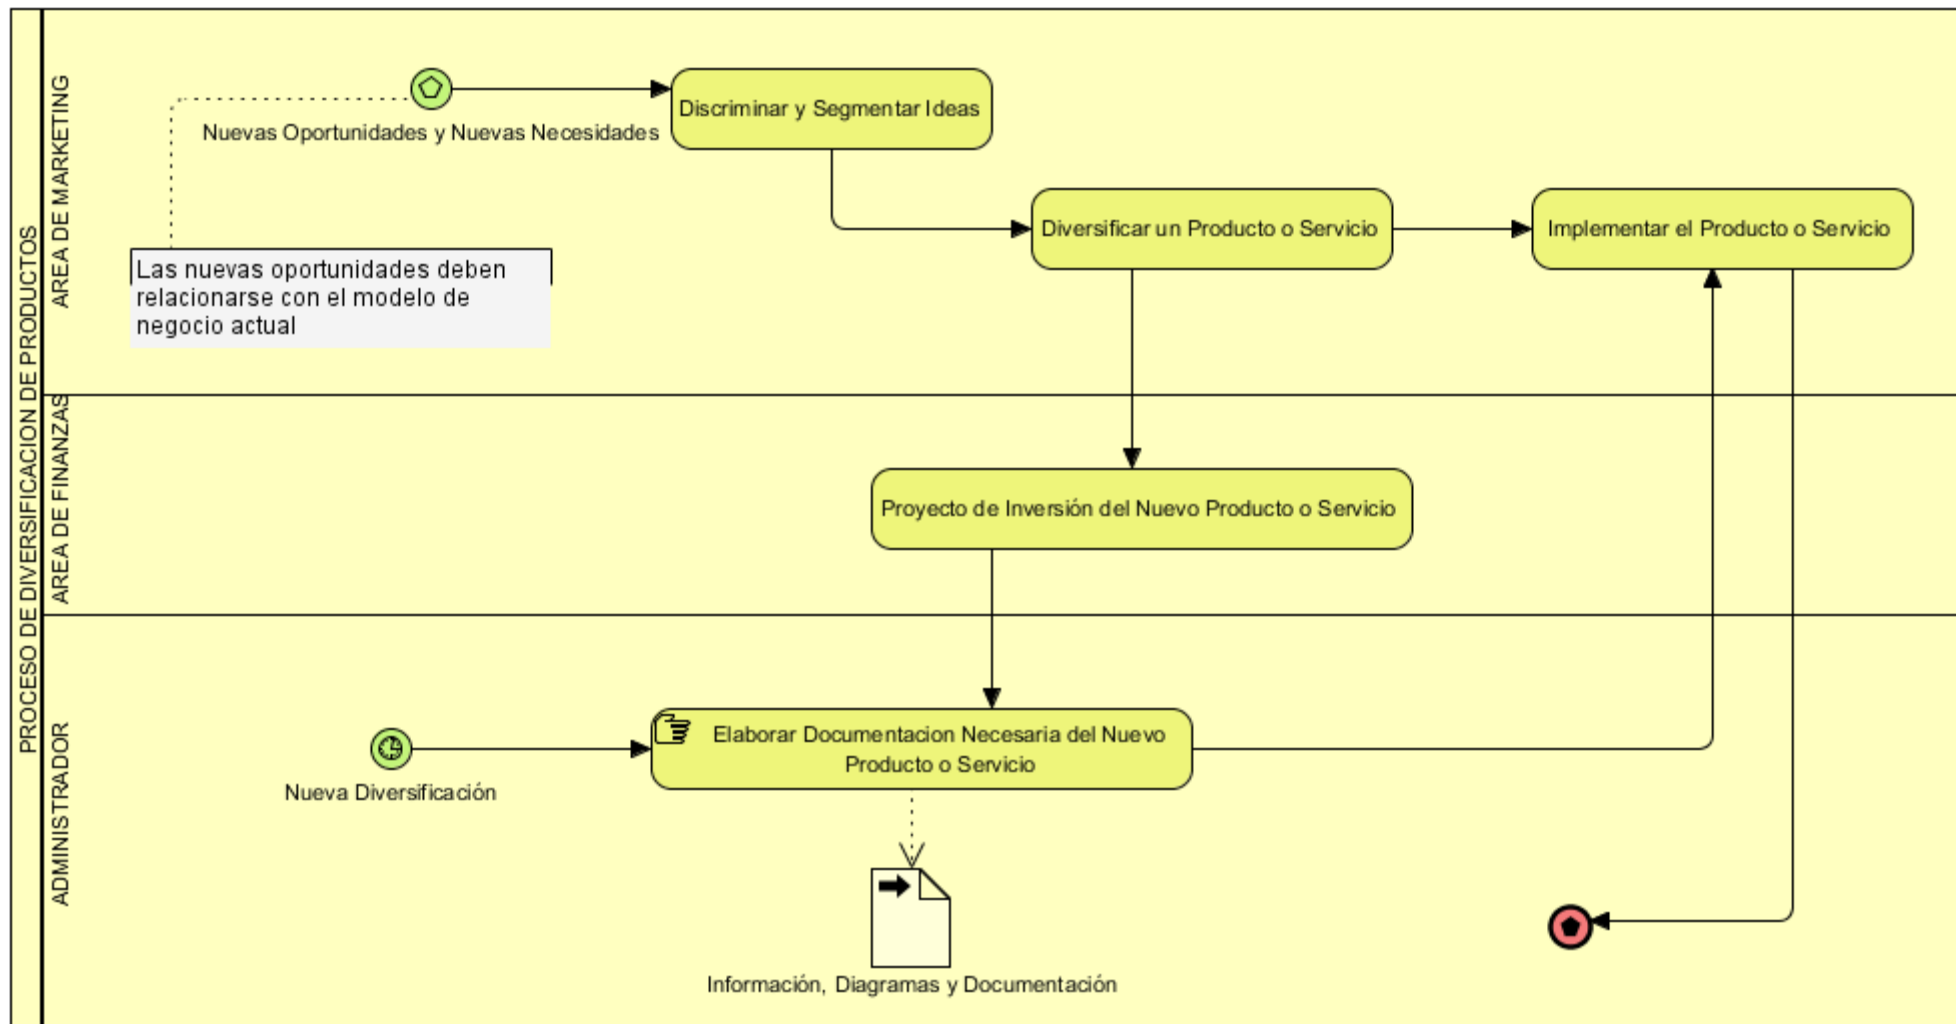 PROCESO DE DIVERSIFICACION DE PRODUCTOS
AREA DE MARKETING
Nuevas Oportunidades y Nuevas Necesidades
Discriminar y Segmentar Ideas
Diversificar un Producto o Servicio
Implementar el Producto o Servicio
Las nuevas oportunidades deben
relacionarse con el modelo de
negocio actual
AREA DE FINANZAS
Proyecto de Inversión del Nuevo Producto o Servicio
ADMINISTRADOR
Nueva Diversificación
Elaborar Documentacion Necesaria del Nuevo
Producto o Servicio
Información, Diagramas y Documentación